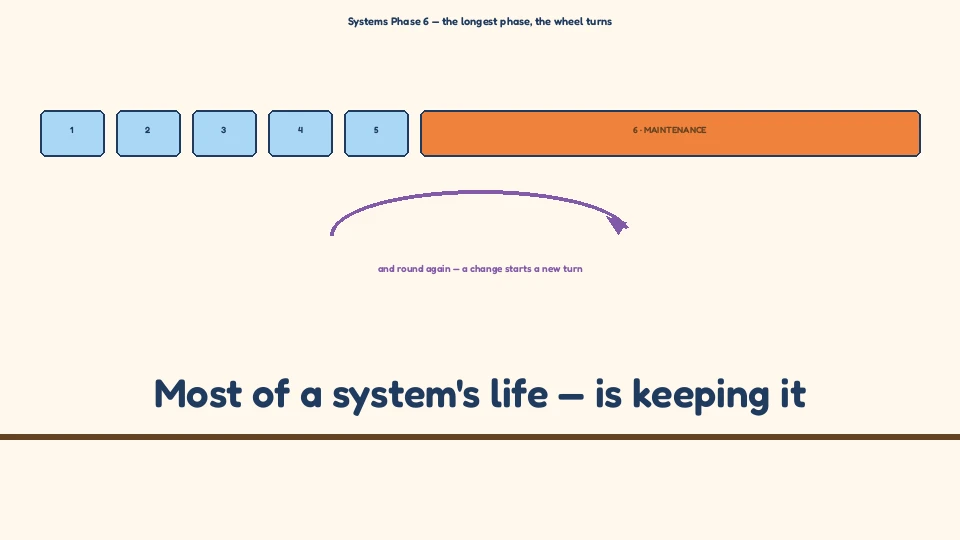 Systems Phase 6 — the longest phase, the wheel turns
1 2 3 4 5 6 · MAINTENANCE
and round again — a change starts a new turn
Most of a system's life — is keeping it